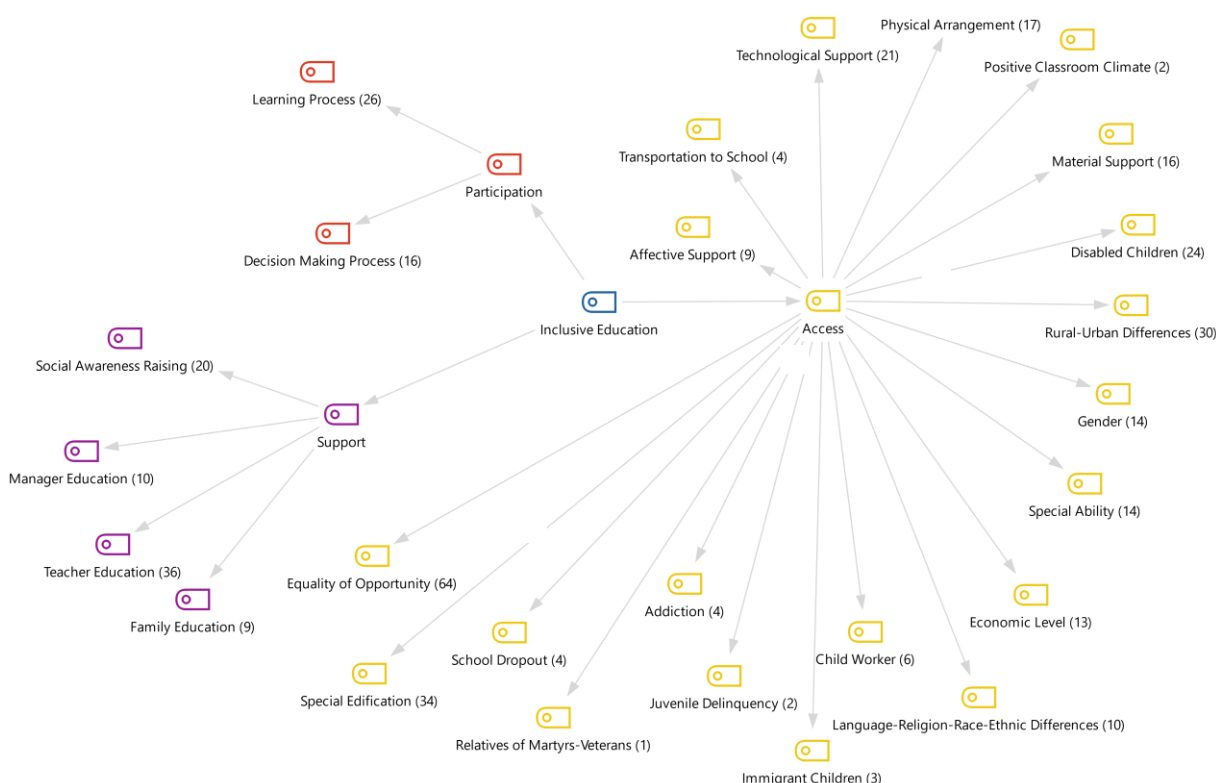 Physical Arrangement (17)
Technological Support (21)
Positive Classroom Climate (2)
Learning Process (26)
Transportation to School (4)
Material Support (16)
Participation
Decision Making Process (16)
Affective Support (9)
Disabled Children (24)
Inclusive Education
Access
Rural-Urban Differences (30)
Social Awareness Raising (20)
Gender (14)
Support
Manager Education (10)
Special Ability (14)
Teacher Education (36)
Equality of Opportunity (64)
Family Education (9)
Addiction (4)
Economic Level (13)
School Dropout (4)
Child Worker (6)
Special Edification (34)
Juvenile Delinquency (2)
Language-Religion-Race-Ethnic Differences (10)
Relatives of Martyrs-Veterans (1)
Immigrant Children (3)